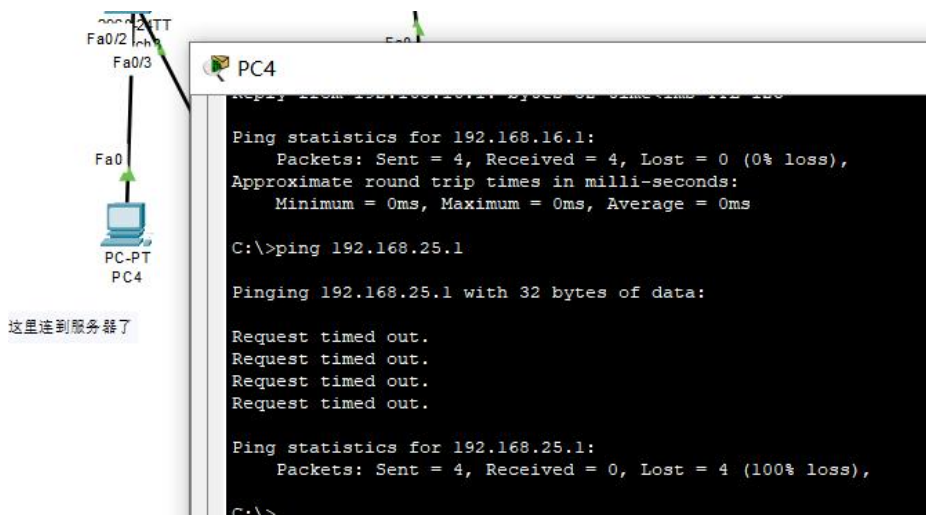 Fa0/2
Fa0/3
Fa0
PC-PT
PC4
这里连到服务器了
PC4
Ping statistics for 192.168.16.1:
Packets: Sent = 4, Received = 4, Lost = 0 (0% loss),
Approximate round trip times in milli-seconds:
Minimum = 0ms, Maximum = 0ms, Average = 0ms
C:\>ping 192.168.25.1
Pinging 192.168.25.1 with 32 bytes of data:
Request timed out.
Request timed out.
Request timed out.
Request timed out.
Ping statistics for 192.168.25.1:
Packets: Sent = 4, Received = 0, Lost = 4 (100% loss),
C:\>